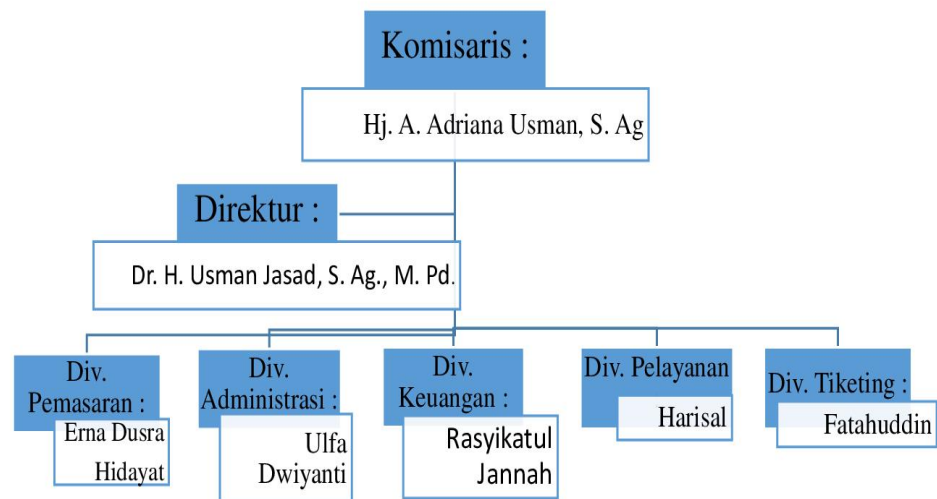 Komisaris :
Hj. A. Adriana Usman, S. Ag
Direktur :
Dr. H. Usman Jasad, S. Ag., M. Pd.
Div.
Pemasaran :
Erna Dusra
Hidayat
Div.
Administrasi :
Ulfa
Dwiyanti
Div.
Keuangan :
Rasyikatul
Jannah
Div. Pelayanan
Harisal
Div. Tiketing :
Fatahuddin